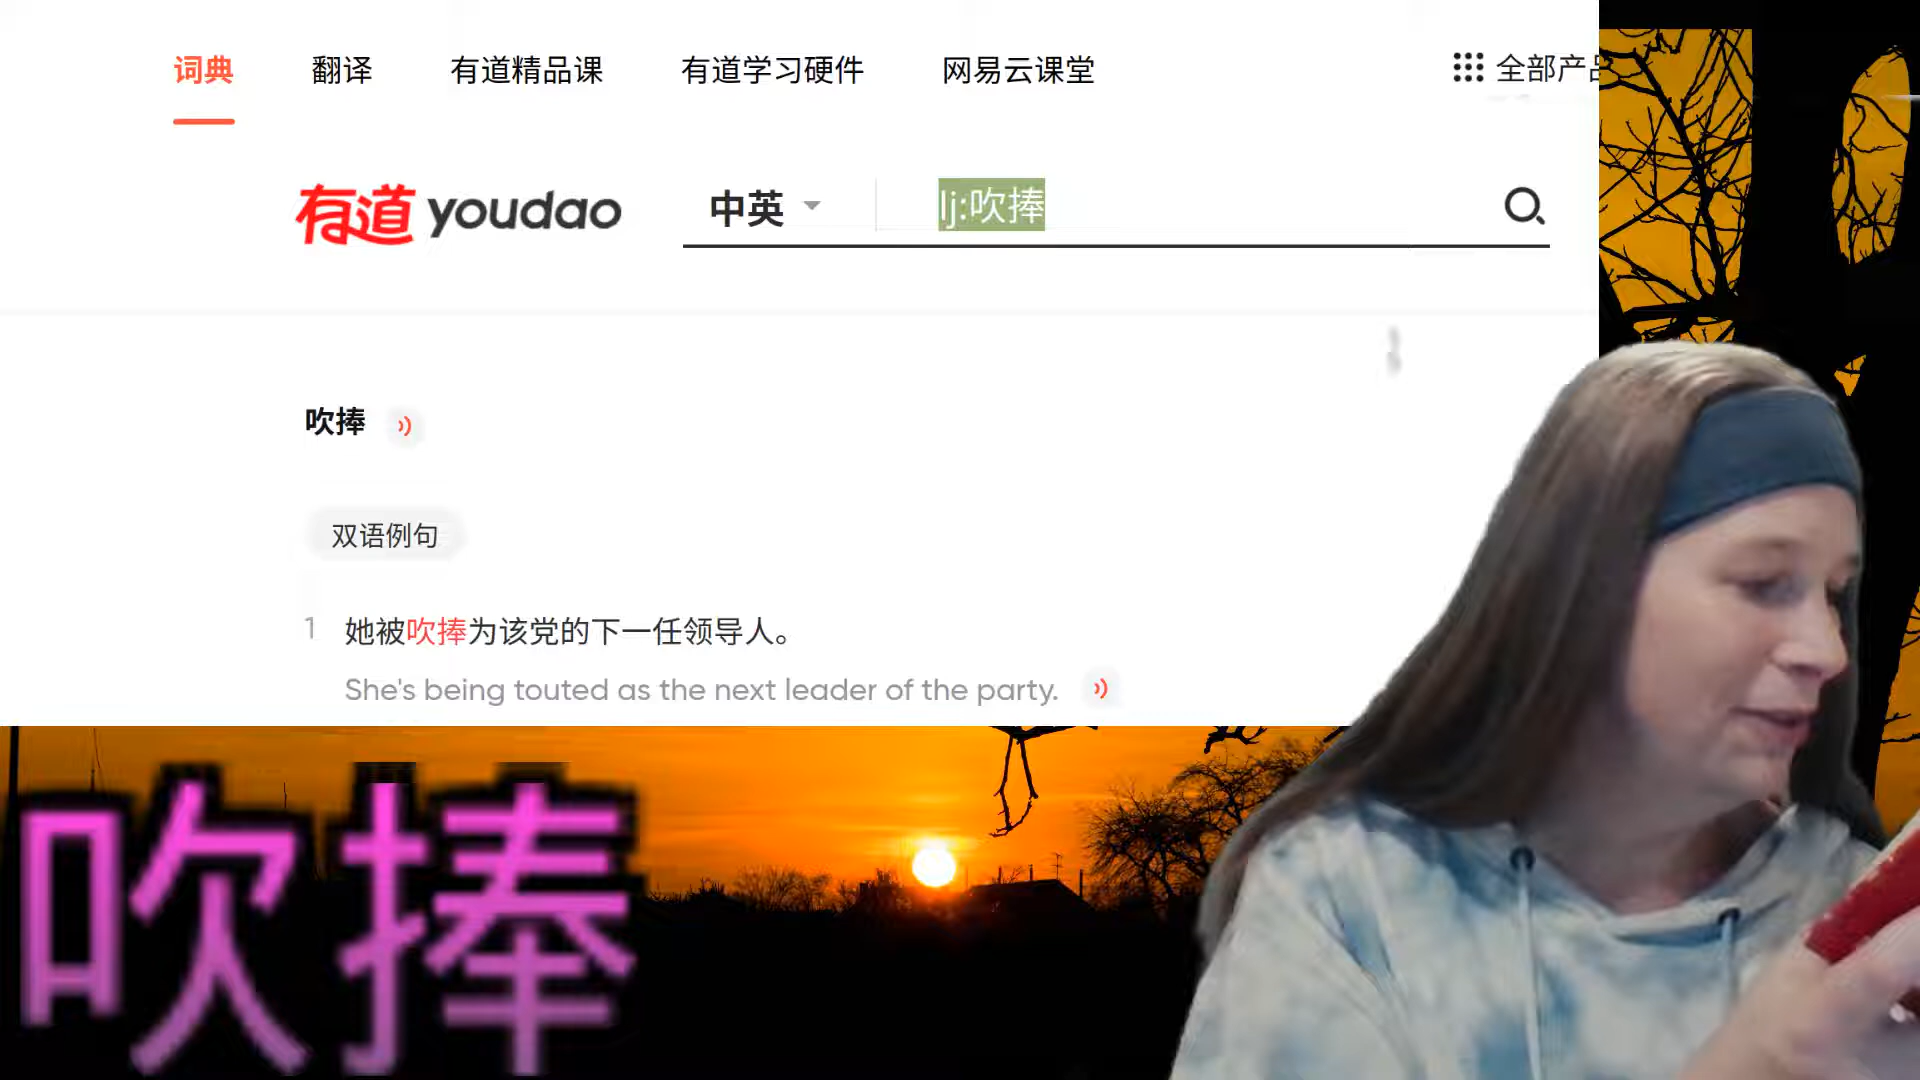 词典 翻译 有道精品课 有道学习硬件 网易云课堂 全部产品
有道 youdao 中英 lj:吹捧
吹捧
双语例句
1 她被吹捧为该党的下一任领导人。
She's being touted as the next leader of the party.
吹捧